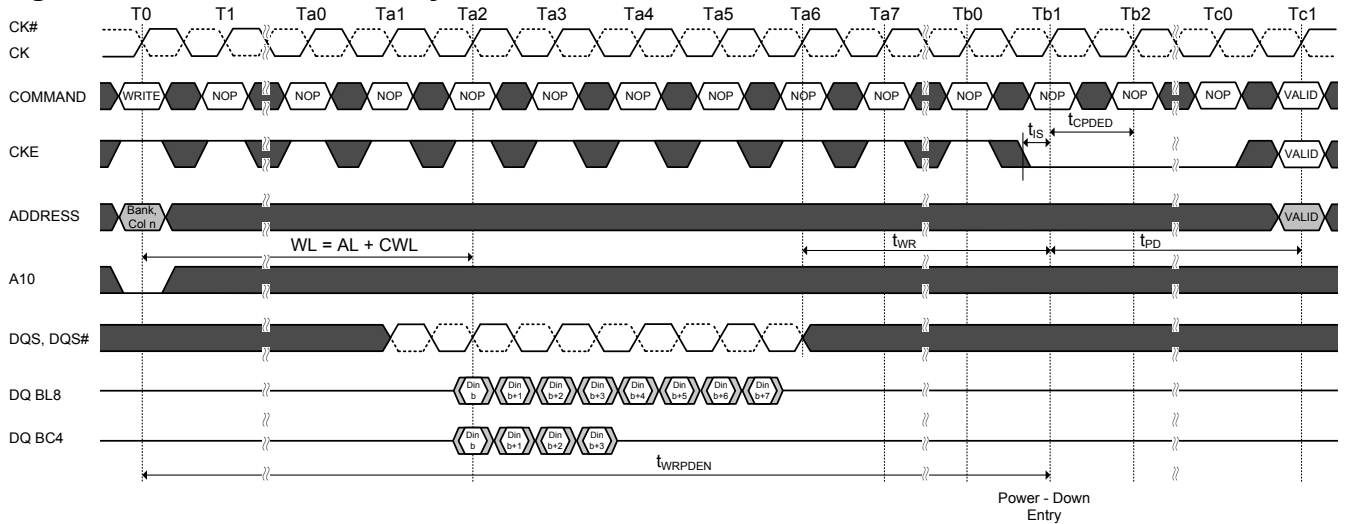 T0 T1 Ta0 Ta1 Ta2 Ta3 Ta4 Ta5 Ta6 Ta7 Tb0 Tb1 Tb2 Tc0 Tc1
CK#
CK
COMMAND WRITE NOP NOP NOP NOP NOP NOP NOP NOP NOP NOP NOP NOP NOP VALID
tIS tCPDED
CKE VALID
ADDRESS Bank, Col n VALID
WL = AL + CWL tWR tPD
A10
DQS, DQS#
DQ BL8 Din b Din b+1 Din b+2 Din b+3 Din b+4 Din b+5 Din b+6 Din b+7
DQ BC4 Din b Din b+1 Din b+2 Din b+3
tWRPDEN
Power - Down
Entry